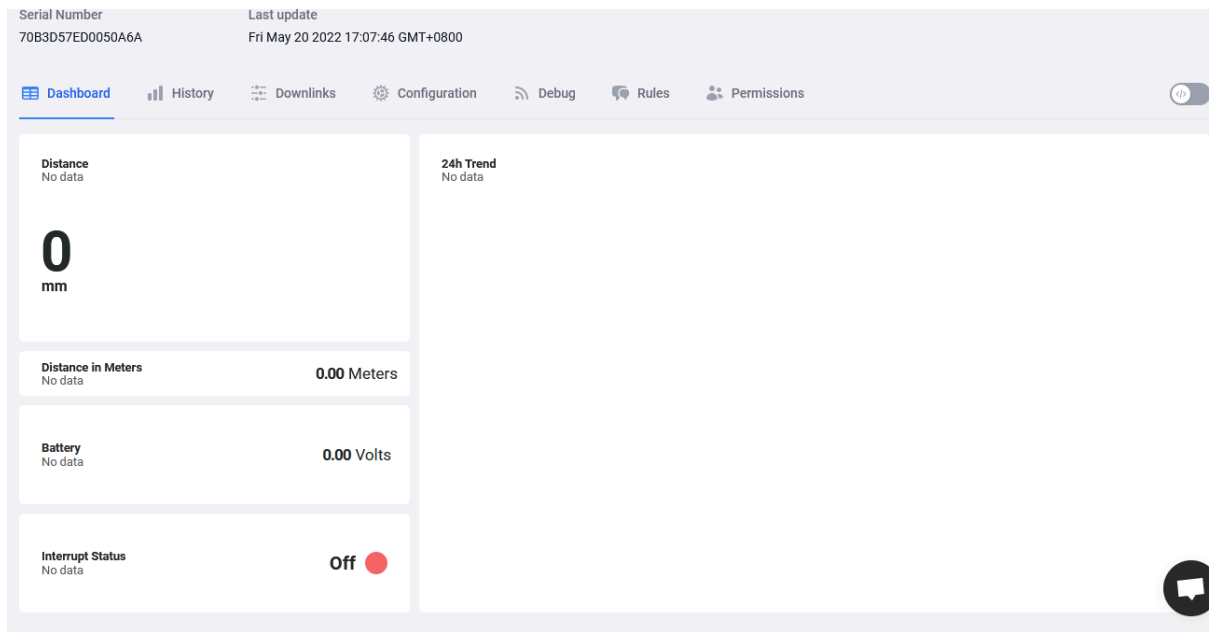 Serial Number
Last update
70B3D57ED0050A6A
Fri May 20 2022 17:07:46 GMT+0800
Dashboard
History
Downlinks
Configuration
Debug
Rules
Permissions
</>
Distance
No data
0
mm
Distance in Meters
No data
0.00 Meters
Battery
No data
0.00 Volts
Interrupt Status
No data
Off
24h Trend
No data